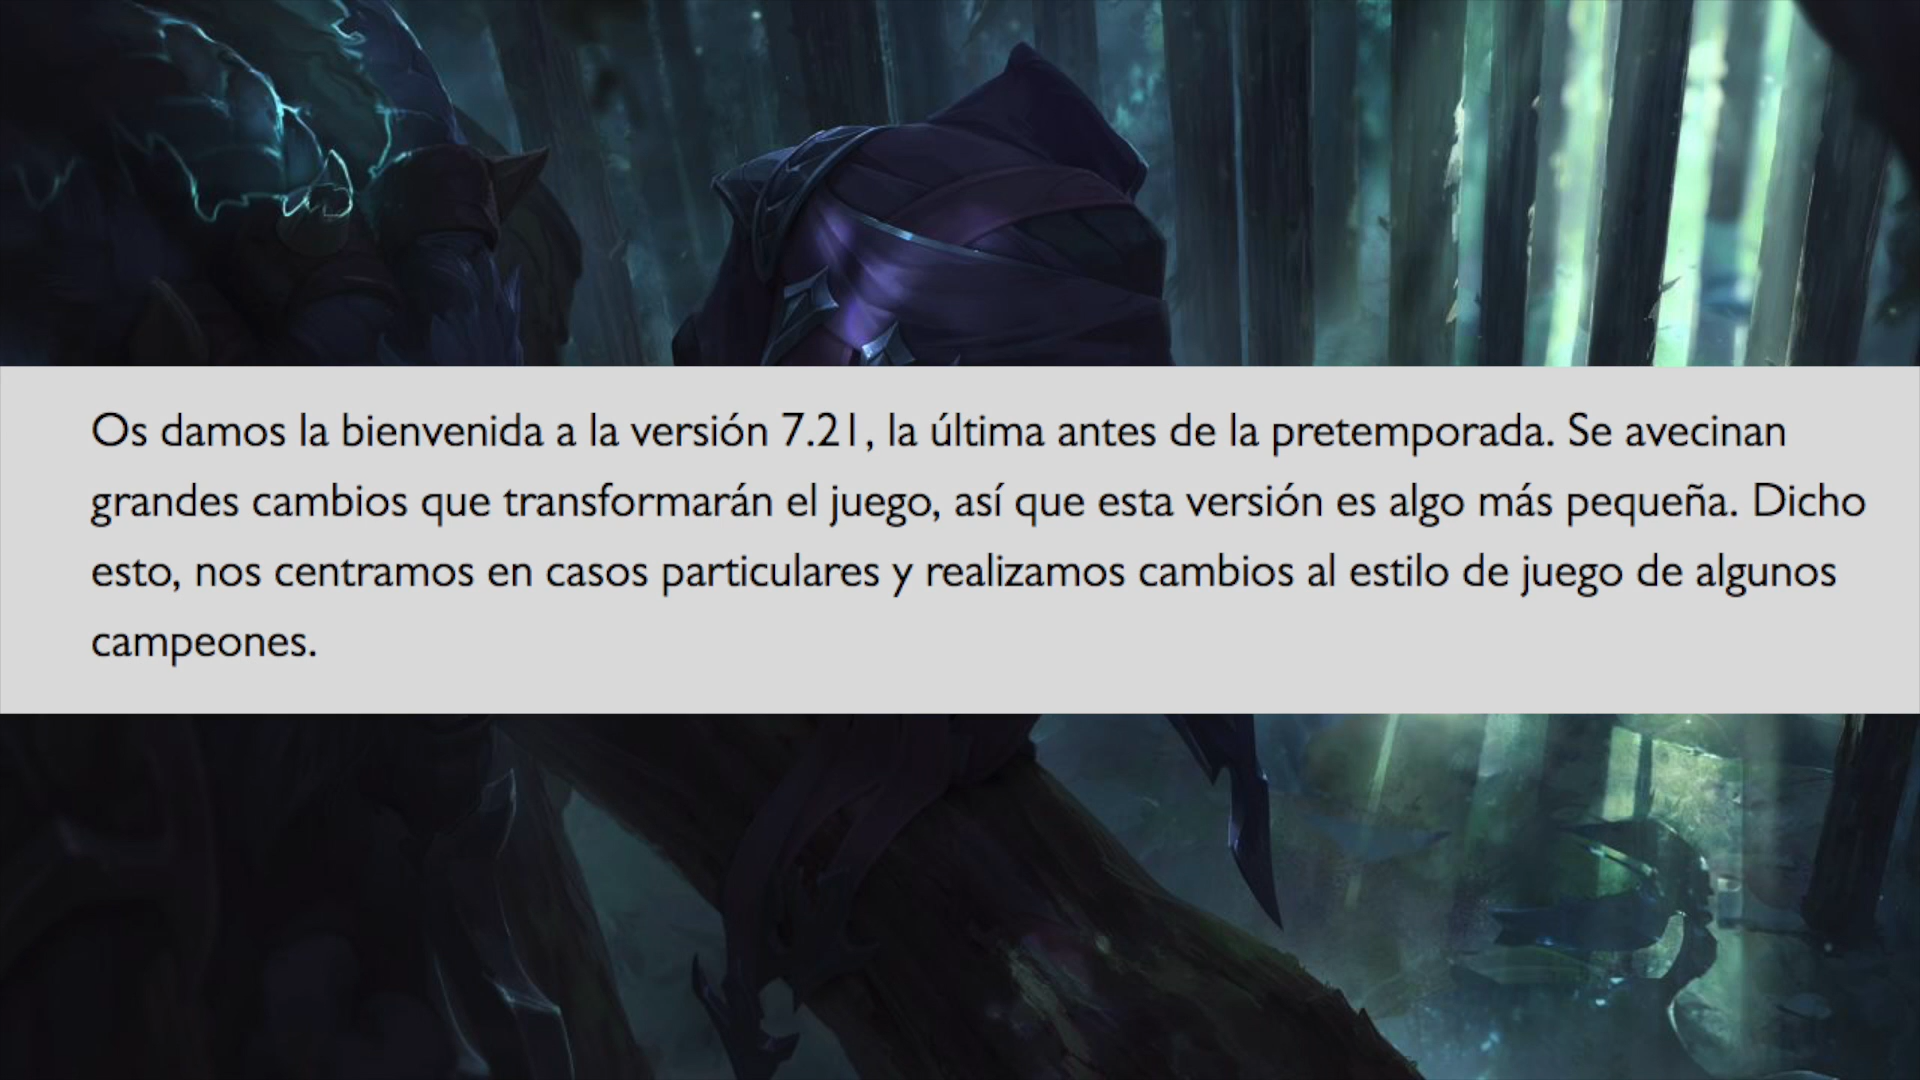 Os damos la bienvenida a la versión 7.21, la última antes de la pretemporada. Se avecinan
grandes cambios que transformarán el juego, así que esta versión es algo más pequeña. Dicho
esto, nos centramos en casos particulares y realizamos cambios al estilo de juego de algunos
campeones.